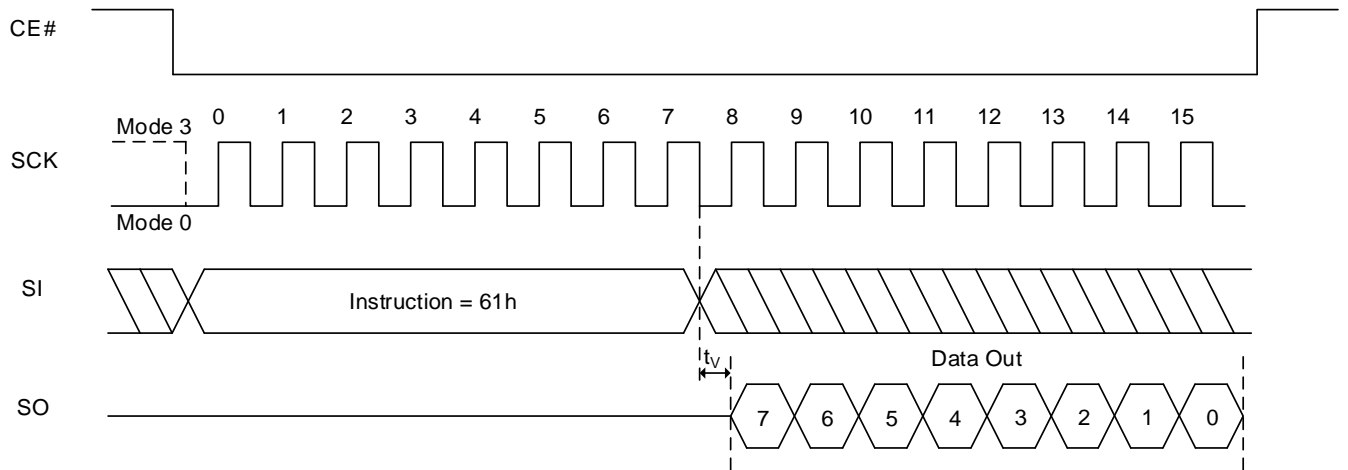 CE#
Mode 3
0 1 2 3 4 5 6 7 8 9 10 11 12 13 14 15
SCK
Mode 0
SI
Instruction = 61h
tV
Data Out
SO
7 6 5 4 3 2 1 0